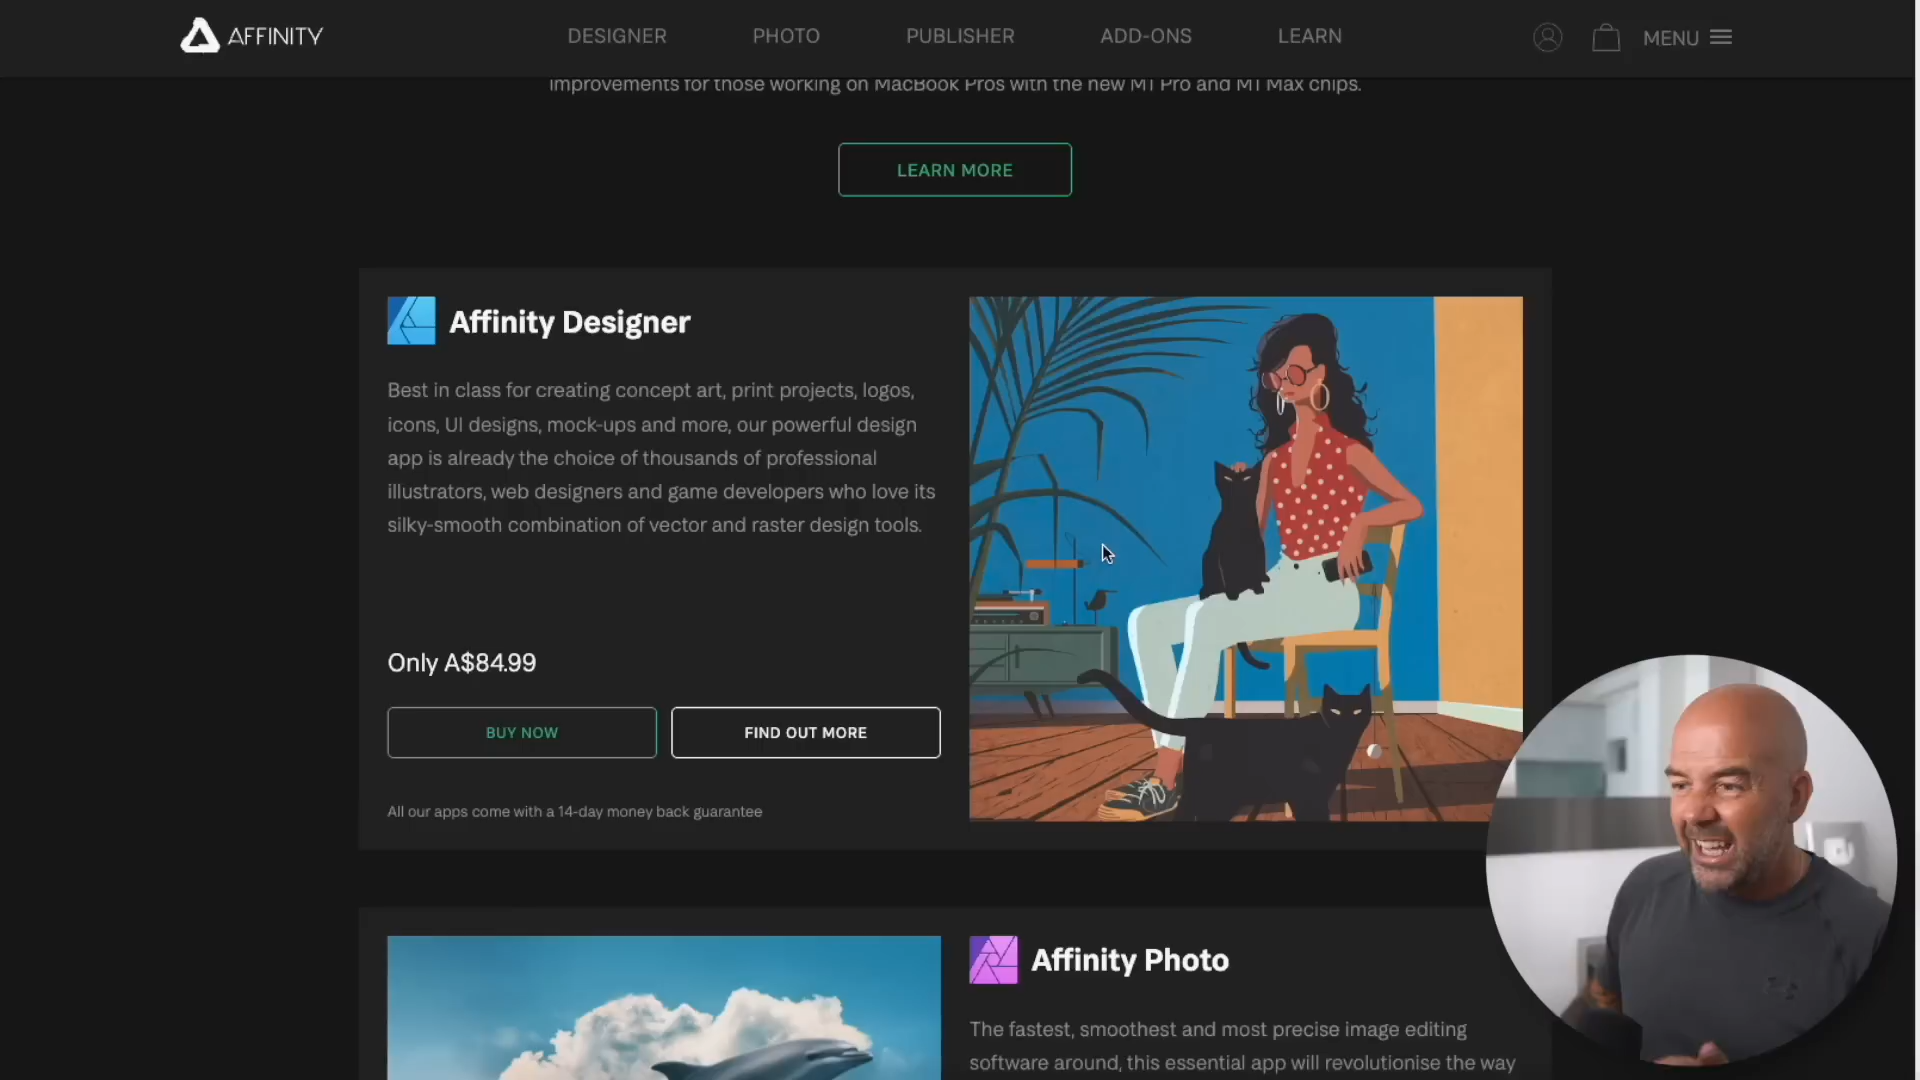 AFFINITY
DESIGNER
PHOTO
PUBLISHER
ADD-ONS
LEARN
MENU
improvements for those working on MacBook Pros with the new M1 Pro and M1 Max chips.
LEARN MORE
Affinity Designer
Best in class for creating concept art, print projects, logos,
icons, UI designs, mock-ups and more, our powerful design
app is already the choice of thousands of professional
illustrators, web designers and game developers who love its
silky-smooth combination of vector and raster design tools.
Only A$84.99
BUY NOW
FIND OUT MORE
All our apps come with a 14-day money back guarantee
Affinity Photo
The fastest, smoothest and most precise image editing
software around, this essential app will revolutionise the way